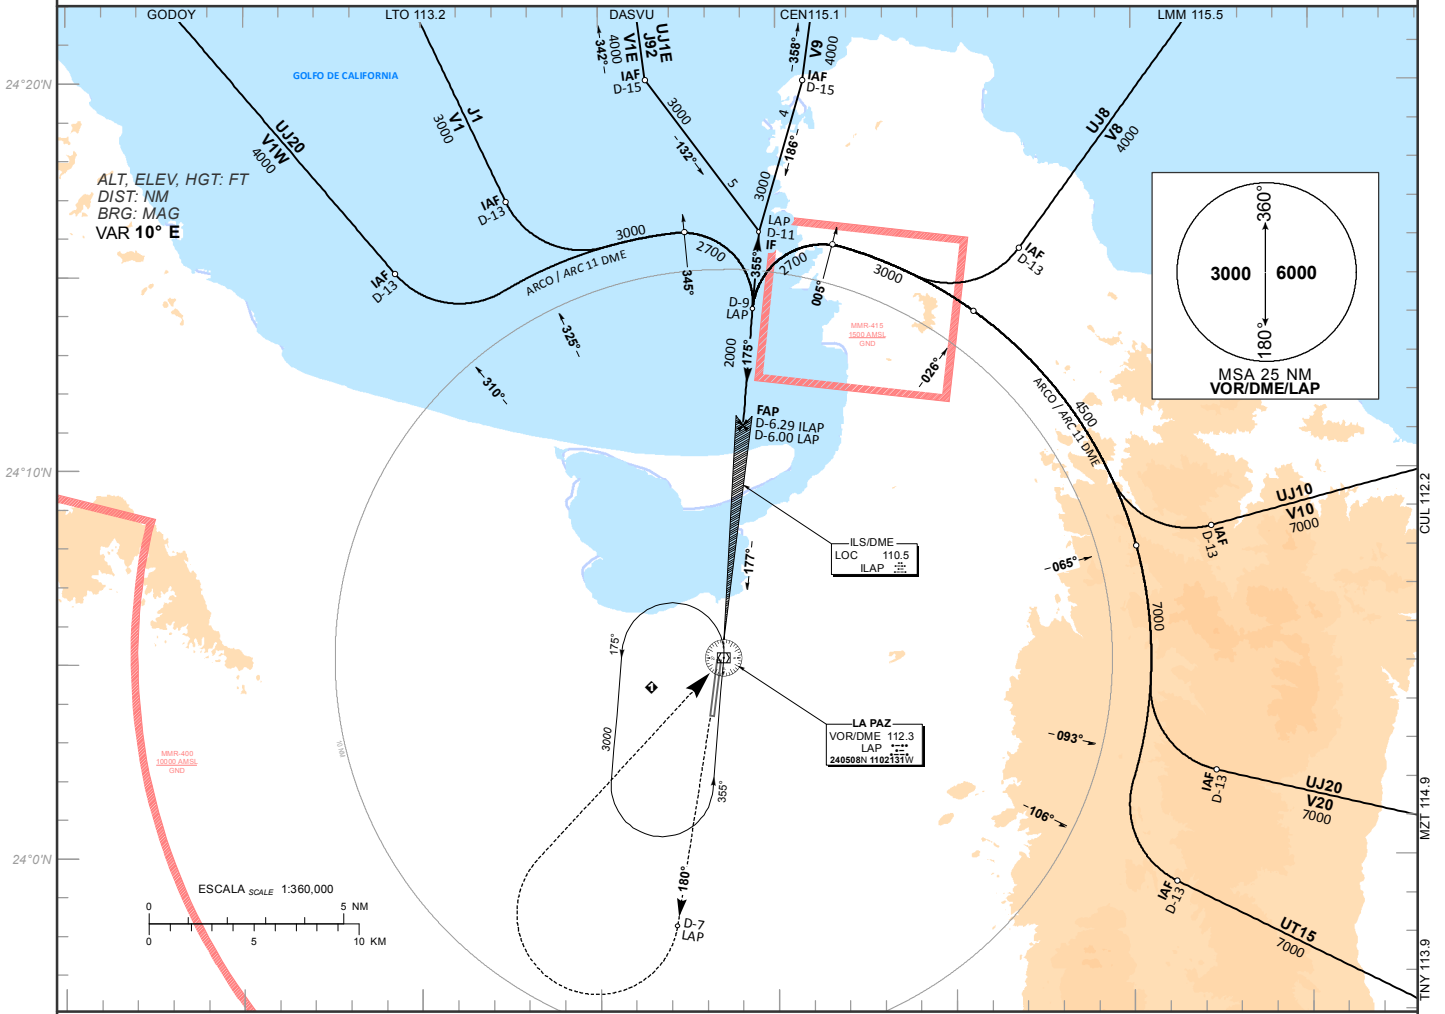 GODOY
LTO 113.2
DASVU
CEN115.1
LMM 115.5
24°20'N
24°10'N
24°0'N
GOLFO DE CALIFORNIA
ALT, ELEV, HGT: FT
DIST: NM
BRG: MAG
VAR 10° E
UJ20
V1W
4000
IAF
D-13
J1
V1
3000
IAF
D-13
342°
UJ1E
J92
V1E
4000
IAF
D-15
3000
132°
5
358°
V9
4000
IAF
D-15
4
186°
3000
UJ8
V8
4000
IAF
D-13
LAP
D-11
IF
355°
3000
2700
ARCO / ARC 11 DME
345°
325°
310°
D-9
LAP
2700
005°
3000
MMR-415
1500 AMSL
GND
026°
2000
175°
FAP
D-6.29 ILAP
D-6.00 LAP
4500
ARCO / ARC 11 DME
360°
3000
6000
180°
MSA 25 NM
VOR/DME/LAP
UJ10
V10
7000
IAF
D-13
CUL 112.2
065°
7000
ILS/DME
LOC 110.5
ILAP
177°
175°
1
3000
355°
LA PAZ
VOR/DME 112.3
LAP
240508N 1102131W
MMR-400
10000 AMSL
GND
10 NM
093°
106°
UJ20
V20
7000
IAF
D-13
MZT 114.9
IAF
D-13
UT15
7000
TNY 113.9
180°
D-7
LAP
ESCALA SCALE 1:360,000
0 5 NM
0 5 10 KM